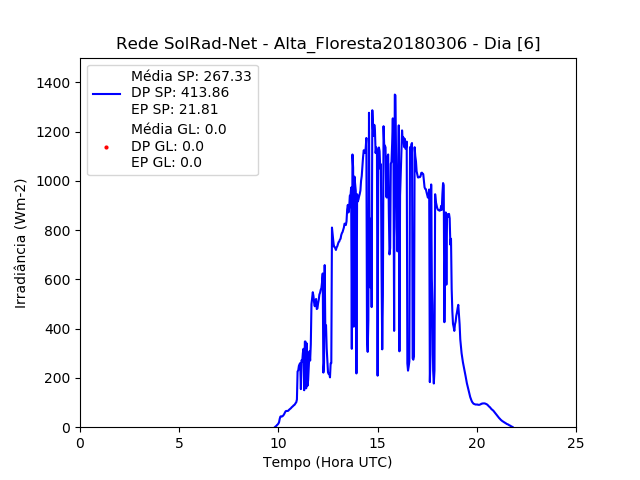 Rede SolRad-Net - Alta_Floresta20180306 - Dia [6]
Média SP: 267.33
DP SP: 413.86
EP SP: 21.81
Média GL: 0.0
DP GL: 0.0
EP GL: 0.0
Irradiância (Wm-2)
1400
1200
1000
800
600
400
200
0
0 5 10 15 20 25
Tempo (Hora UTC)